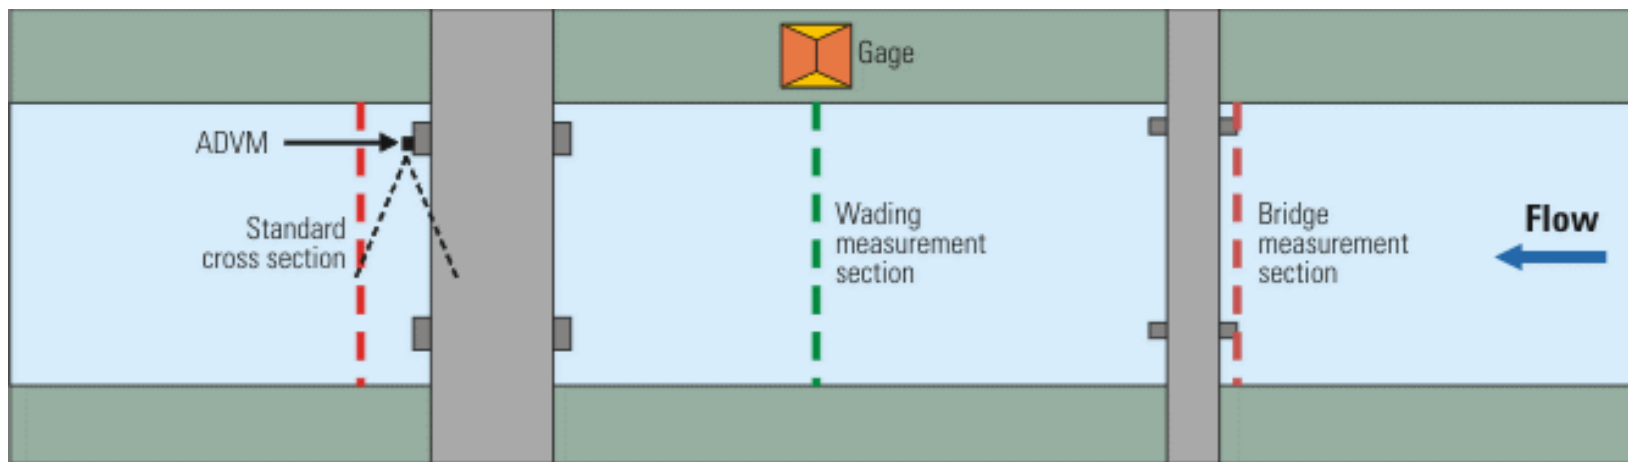 Gage
ADVM
Standard
cross section
Wading
measurement
section
Bridge
measurement
section
Flow